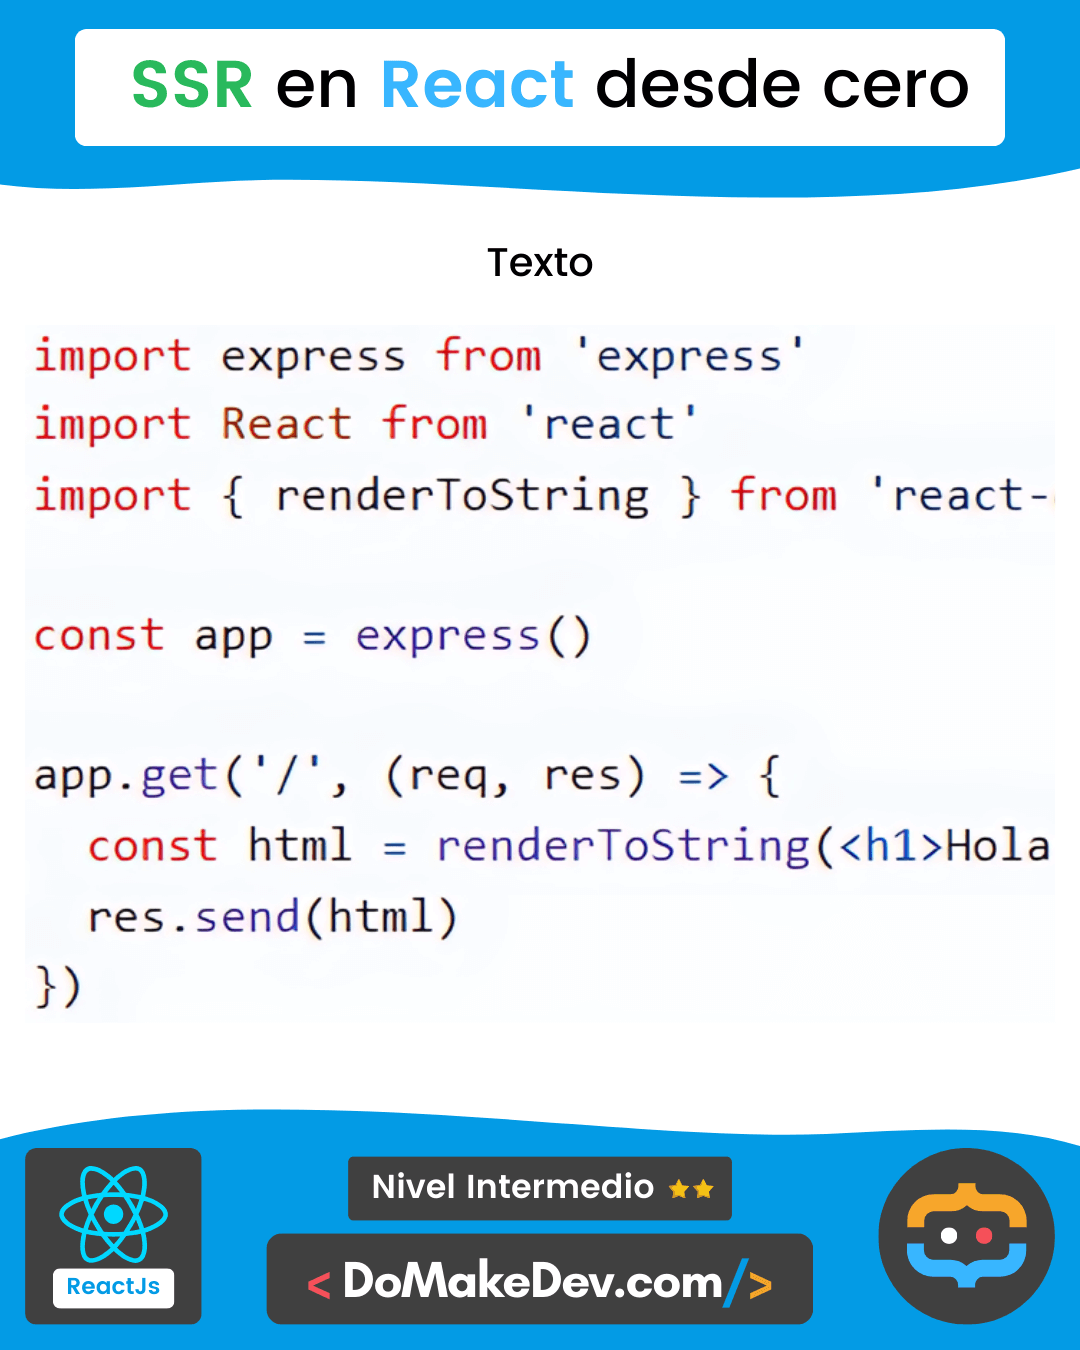 SSR en React desde cero
Texto
import express from 'express'
import React from 'react'
import { renderToString } from 'react-
const app = express()
app.get('/', (req, res) => {
  const html = renderToString(<h1>Hola
  res.send(html)
})
Nivel Intermedio
ReactJs
< DoMakeDev.com/>